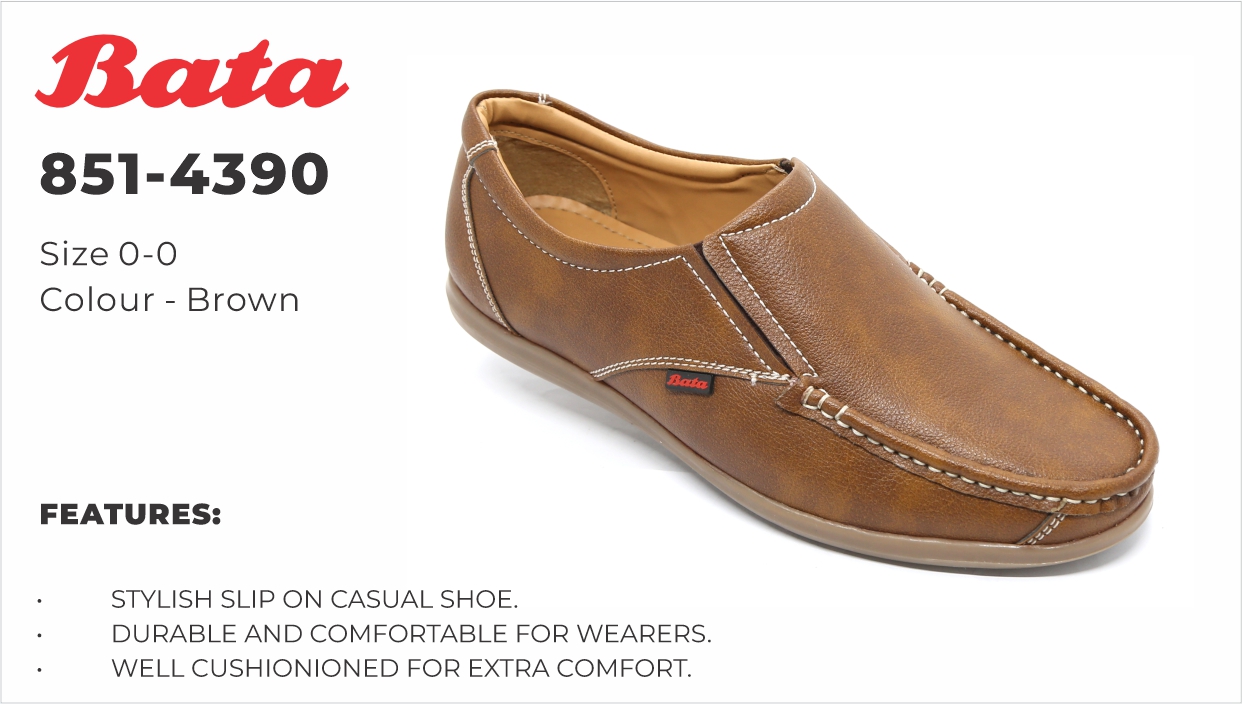 Bata
851-4390
Size 0-0
Colour - Brown
Bata
FEATURES:
· STYLISH SLIP ON CASUAL SHOE.
· DURABLE AND COMFORTABLE FOR WEARERS.
· WELL CUSHIONIONED FOR EXTRA COMFORT.